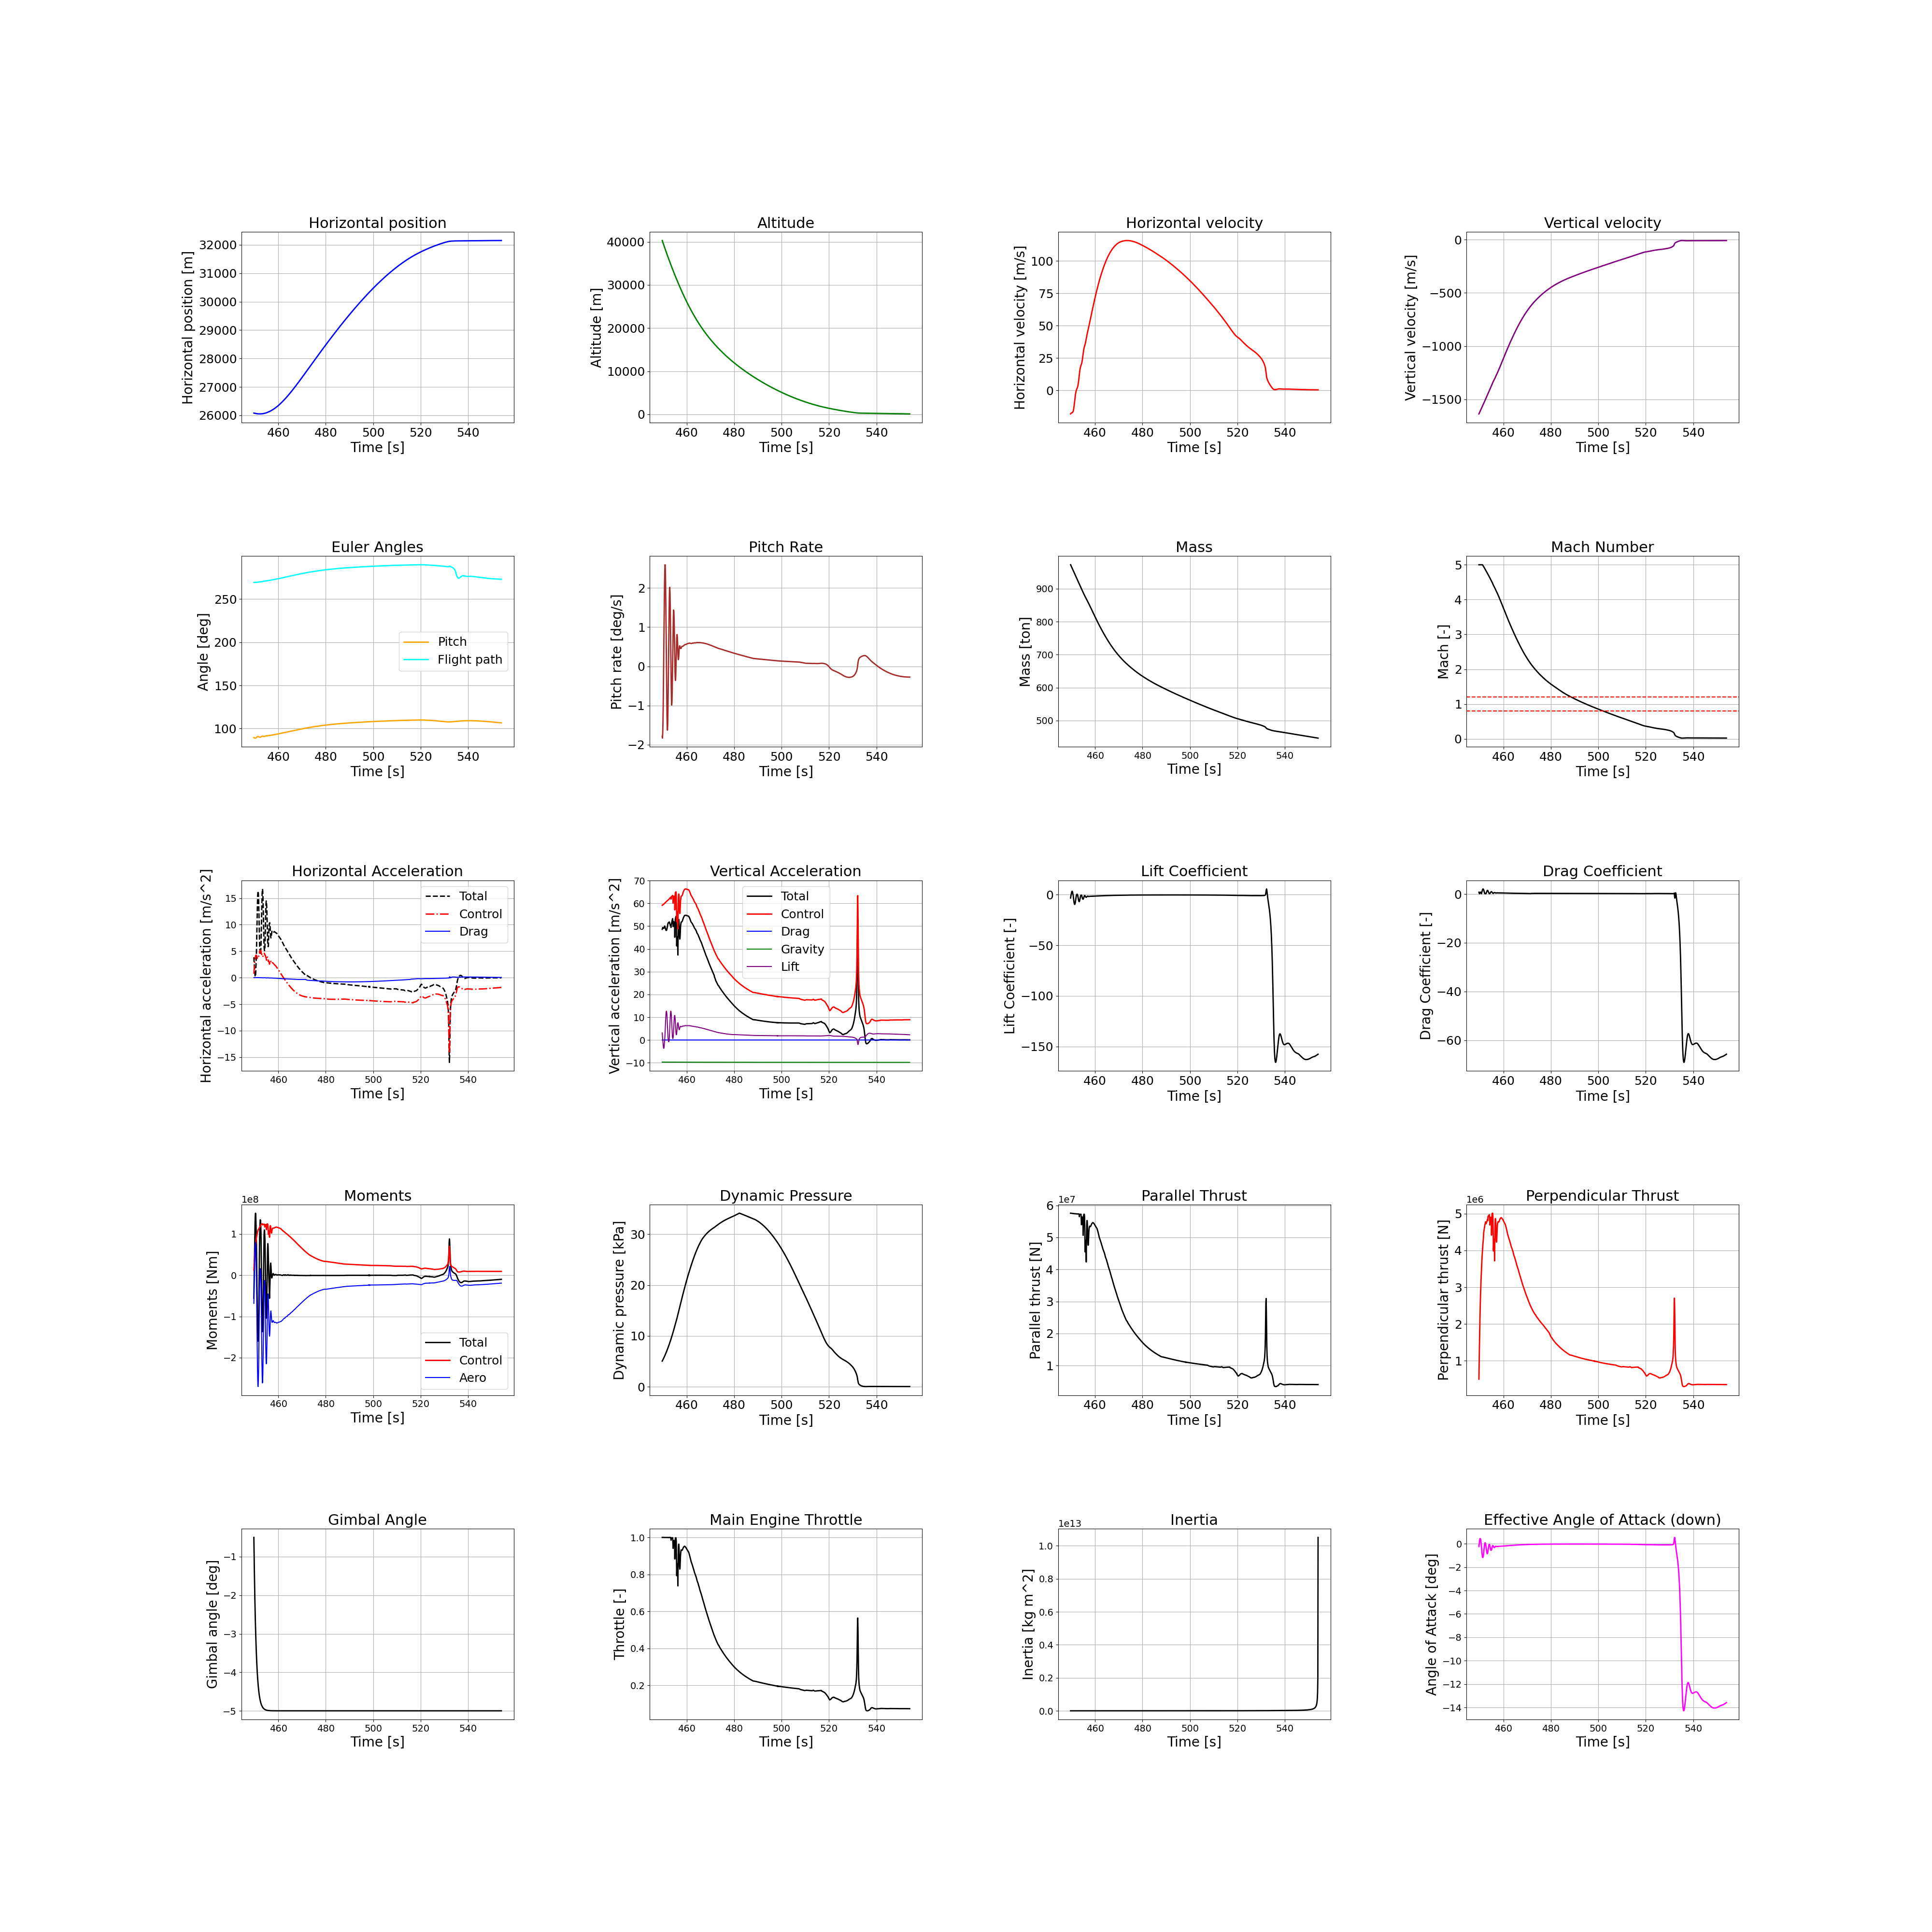 Horizontal position
Altitude
Horizontal velocity
Vertical velocity
Horizontal position [m]
32000
31000
30000
29000
28000
27000
26000
460 480 500 520 540
Time [s]
Altitude [m]
40000
30000
20000
10000
0
460 480 500 520 540
Time [s]
Horizontal velocity [m/s]
100
75
50
25
0
460 480 500 520 540
Time [s]
Vertical velocity [m/s]
0
−500
−1000
−1500
460 480 500 520 540
Time [s]
Euler Angles
Pitch Rate
Mass
Mach Number
Angle [deg]
250
200
150
100
Pitch
Flight path
460 480 500 520 540
Time [s]
Pitch rate [deg/s]
2
1
0
−1
−2
460 480 500 520 540
Time [s]
Mass [ton]
900
800
700
600
500
460 480 500 520 540
Time [s]
Mach [-]
5
4
3
2
1
0
460 480 500 520 540
Time [s]
Horizontal Acceleration
Vertical Acceleration
Lift Coefficient
Drag Coefficient
Horizontal acceleration [m/s^2]
15
10
5
0
−5
−10
−15
Total
Control
Drag
460 480 500 520 540
Time [s]
Vertical acceleration [m/s^2]
70
60
50
40
30
20
10
0
−10
Total
Control
Drag
Gravity
Lift
460 480 500 520 540
Time [s]
Lift Coefficient [-]
0
−50
−100
−150
460 480 500 520 540
Time [s]
Drag Coefficient [-]
0
−20
−40
−60
460 480 500 520 540
Time [s]
Moments
Dynamic Pressure
Parallel Thrust
Perpendicular Thrust
1e8
Moments [Nm]
1
0
−1
−2
Total
Control
Aero
460 480 500 520 540
Time [s]
Dynamic pressure [kPa]
30
20
10
0
460 480 500 520 540
Time [s]
1e7
Parallel thrust [N]
6
5
4
3
2
1
460 480 500 520 540
Time [s]
1e6
Perpendicular thrust [N]
5
4
3
2
1
460 480 500 520 540
Time [s]
Gimbal Angle
Main Engine Throttle
Inertia
Effective Angle of Attack (down)
Gimbal angle [deg]
−1
−2
−3
−4
−5
460 480 500 520 540
Time [s]
Throttle [-]
1.0
0.8
0.6
0.4
0.2
460 480 500 520 540
Time [s]
1e13
Inertia [kg m^2]
1.0
0.8
0.6
0.4
0.2
0.0
460 480 500 520 540
Time [s]
Angle of Attack [deg]
0
−2
−4
−6
−8
−10
−12
−14
460 480 500 520 540
Time [s]